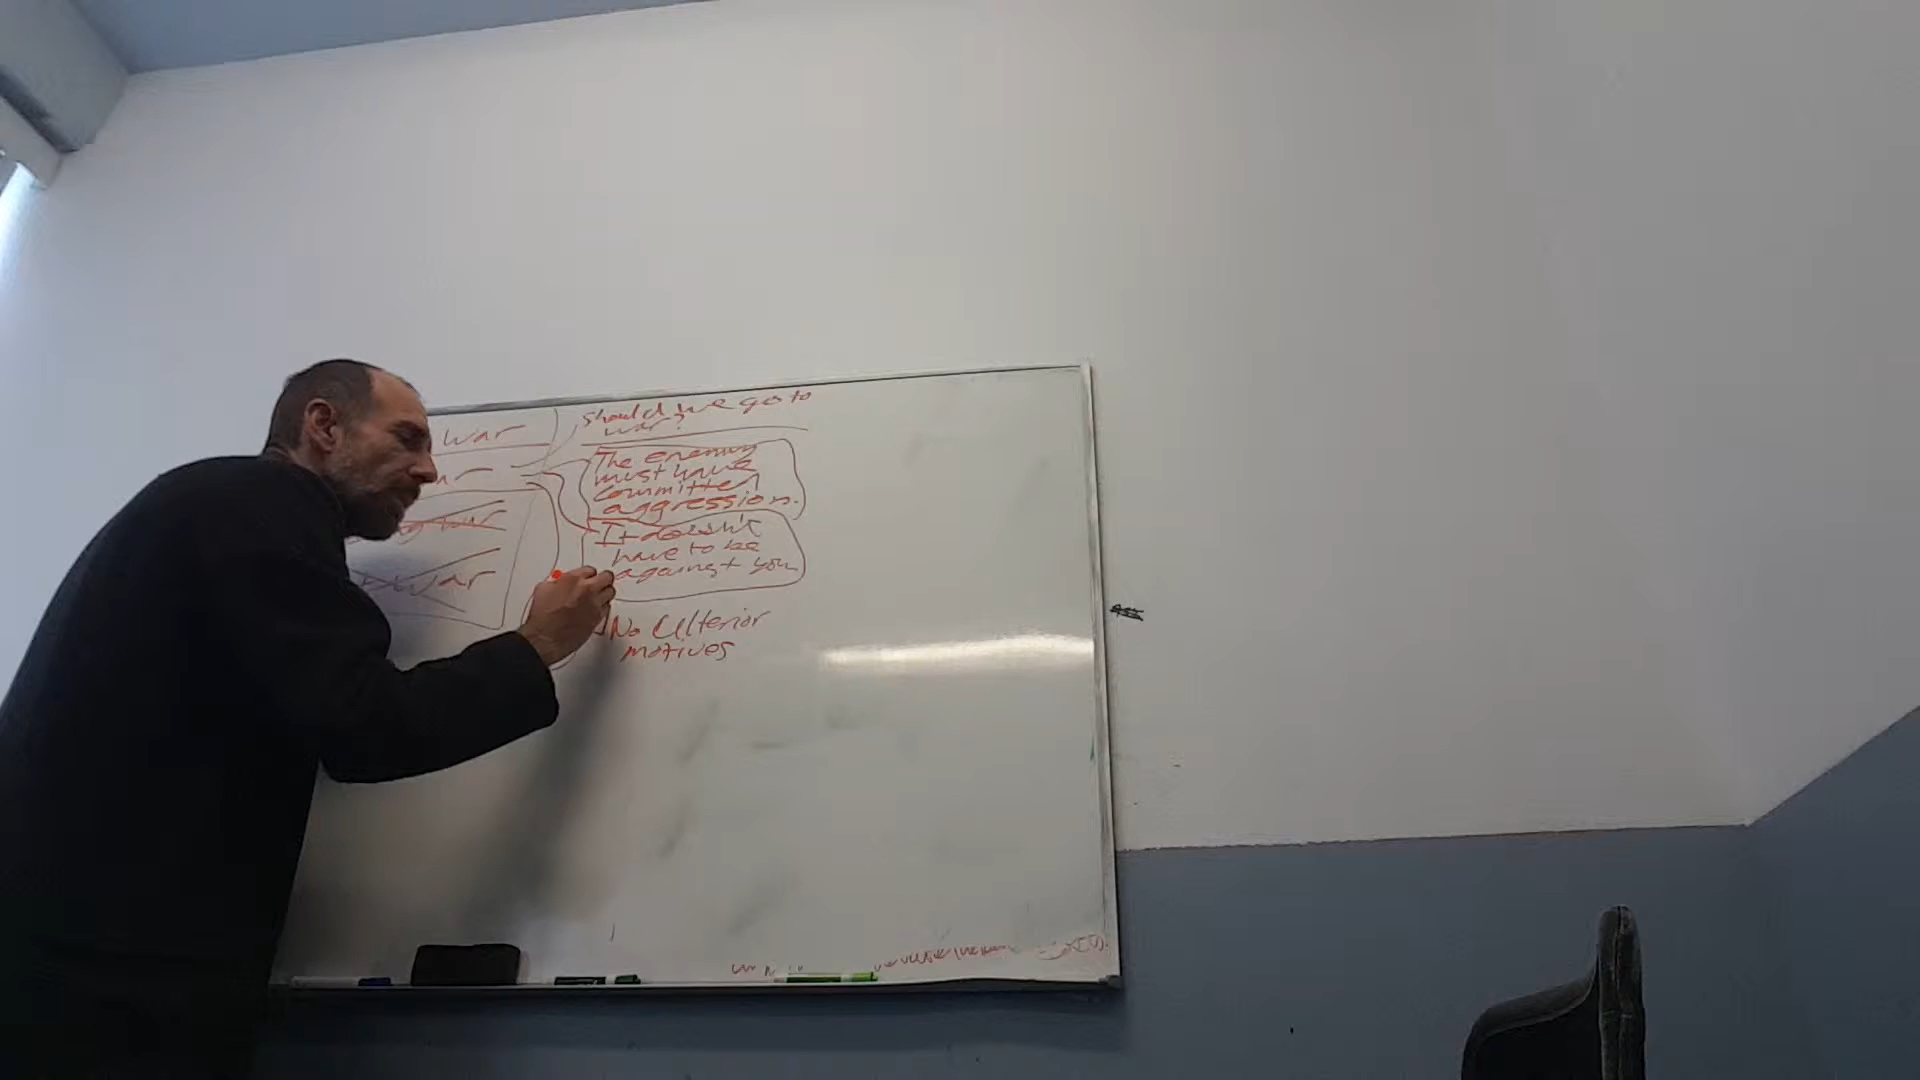 war
should we go to
war?
The enemy
must have
committed
aggression.
It doesn't
have to be
against you
war
No Ulterior
motives